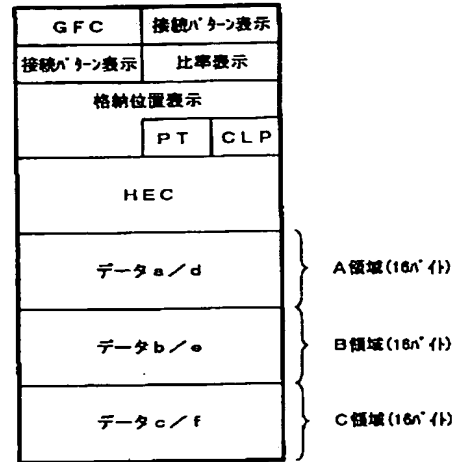 GFC
接続パターン表示
接続パターン表示
比率表示
格納位置表示
PT
CLP
HEC
データa/d
A領域(16バイト)
データb/e
B領域(16バイト)
データc/f
C領域(16バイト)